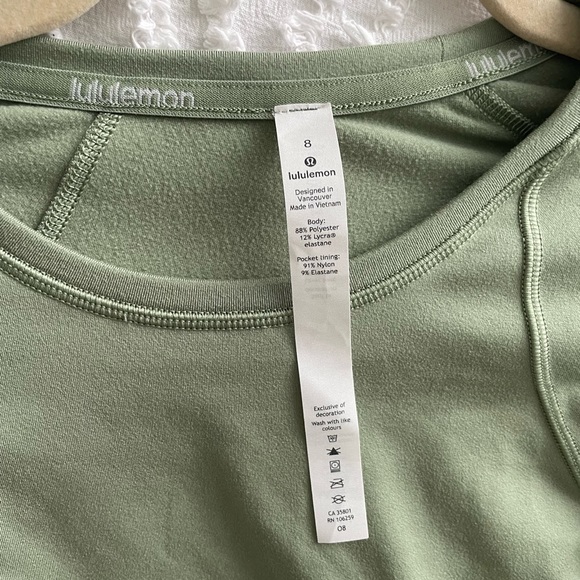 lululemon
lululemon
8
lululemon
Designed in
Vancouver
Made in Vietnam
Body:
88% Polyester
12% Lycra®
elastane
Pocket lining:
91% Nylon
9% Elastane
Exclusive of
decoration
Wash with like
colours
CA 35801
RN 106259
08